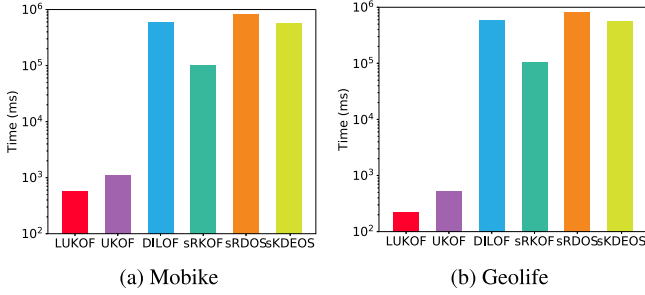 10^6
10^5
10^4
10^3
10^2
Time (ms)
LUKOF UKOF DILOF sRKOF sRDOS sKDEOS
(a) Mobike
10^6
10^5
10^4
10^3
10^2
Time (ms)
LUKOF UKOF DILOF sRKOF sRDOS sKDEOS
(b) Geolife